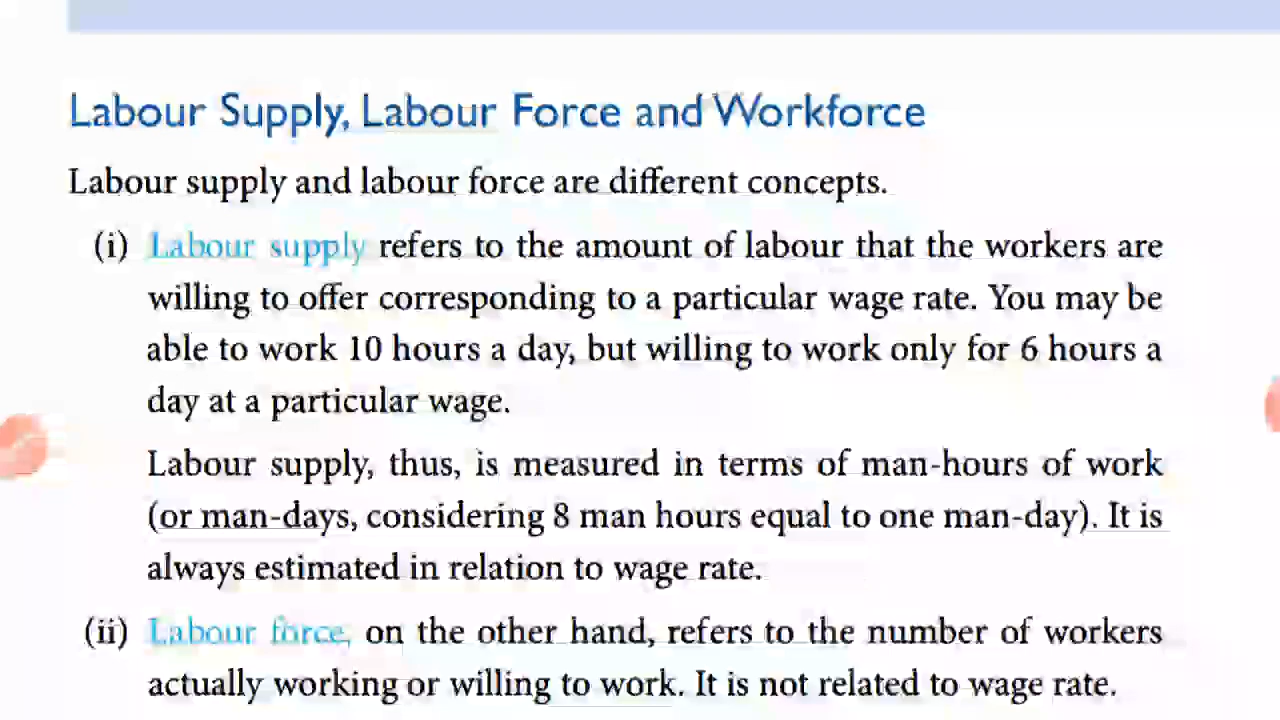 Labour Supply, Labour Force and Workforce
Labour supply and labour force are different concepts.
(i) Labour supply refers to the amount of labour that the workers are
willing to offer corresponding to a particular wage rate. You may be
able to work 10 hours a day, but willing to work only for 6 hours a
day at a particular wage.
Labour supply, thus, is measured in terms of man-hours of work
(or man-days, considering 8 man hours equal to one man-day). It is
always estimated in relation to wage rate.
(ii) Labour force, on the other hand, refers to the number of workers
actually working or willing to work. It is not related to wage rate.